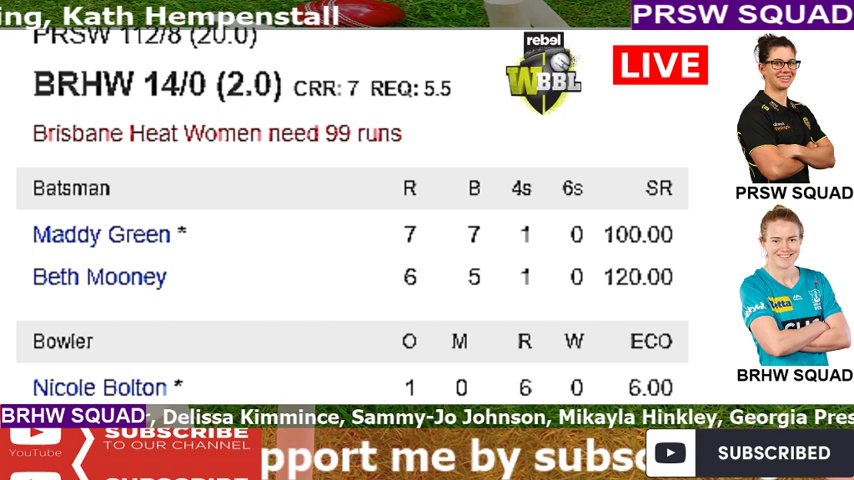 ing, Kath Hempenstall
PRSW SQUAD
PRSW 112/8 (20.0)
BRHW 14/0 (2.0) CRR: 7 REQ: 5.5
rebel
WBBL
LIVE
Brisbane Heat Women need 99 runs
Batsman R B 4s 6s SR
Maddy Green * 7 7 1 0 100.00
Beth Mooney 6 5 1 0 120.00
PRSW SQUAD
Bowler O M R W ECO
Nicole Bolton * 1 0 6 0 6.00
BRHW SQUAD
BRHW SQUAD r, Delissa Kimmince, Sammy-Jo Johnson, Mikayla Hinkley, Georgia Pres
YouTube
SUBSCRIBE
TO OUR CHANNEL
pport me by subsc
SUBSCRIBED